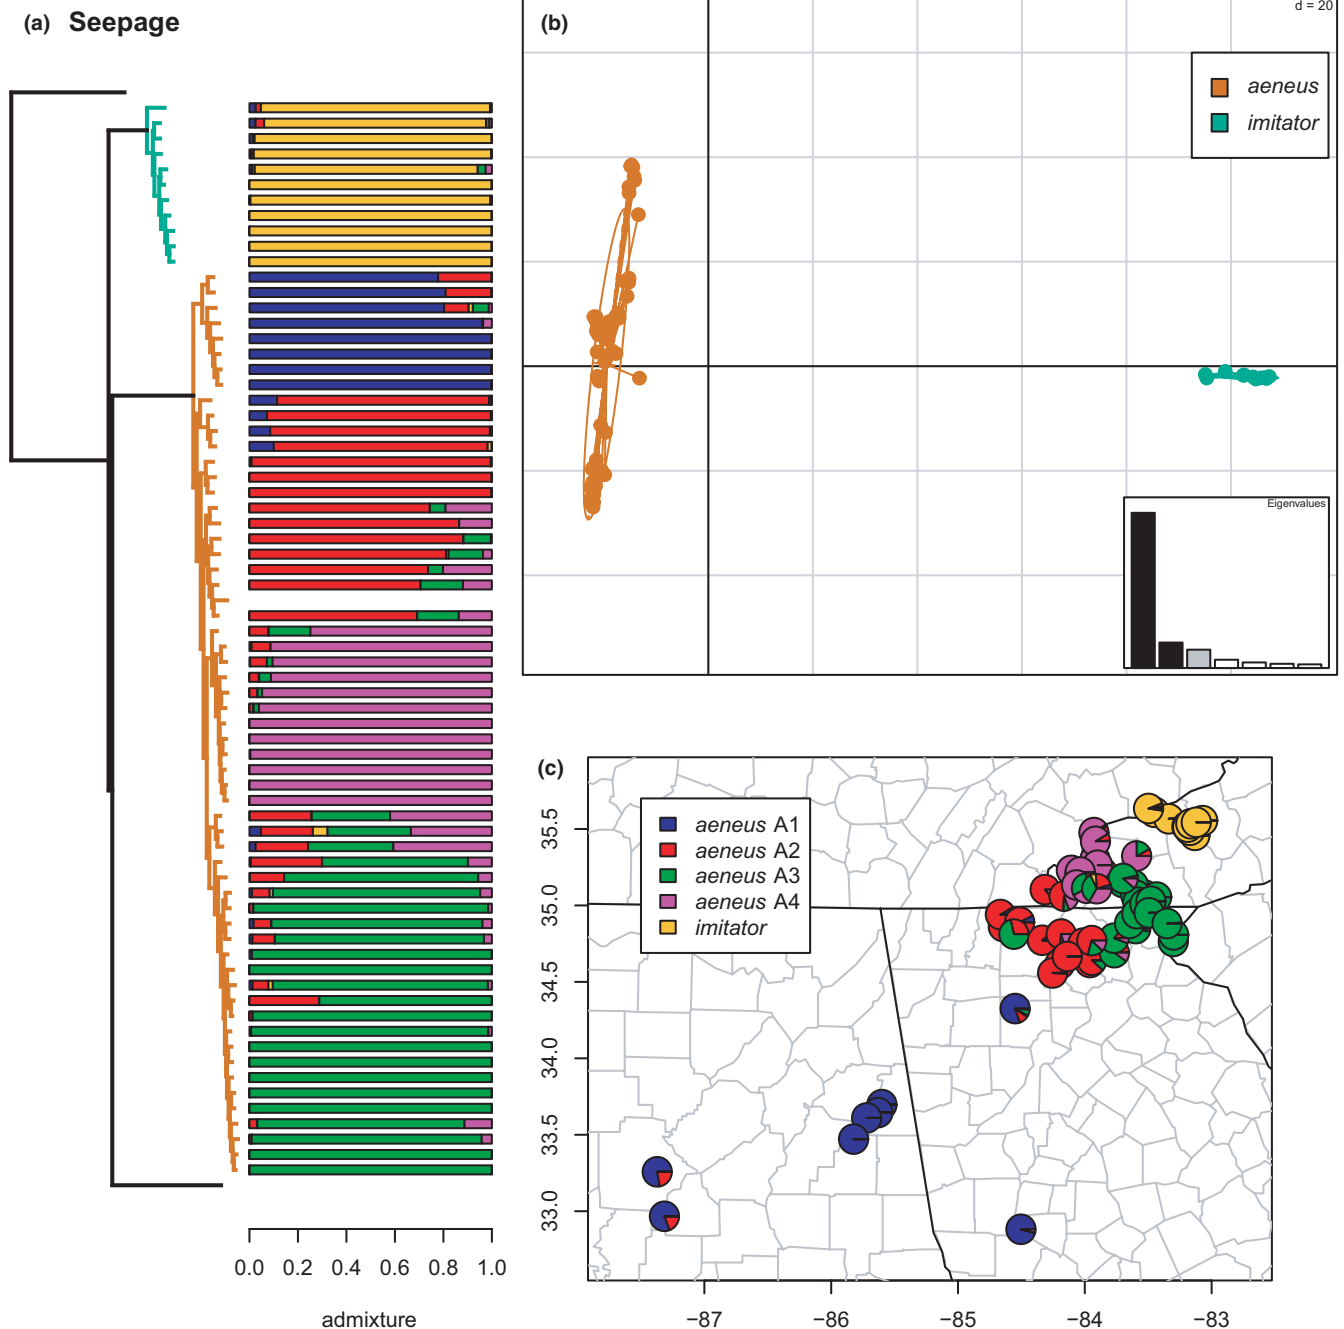 (a) Seepage
0.0 0.2 0.4 0.6 0.8 1.0
admixture
(b)
d = 20
aeneus
imitator
Eigenvalues
(c)
aeneus A1
aeneus A2
aeneus A3
aeneus A4
imitator
35.5
35.0
34.5
34.0
33.5
33.0
−87 −86 −85 −84 −83